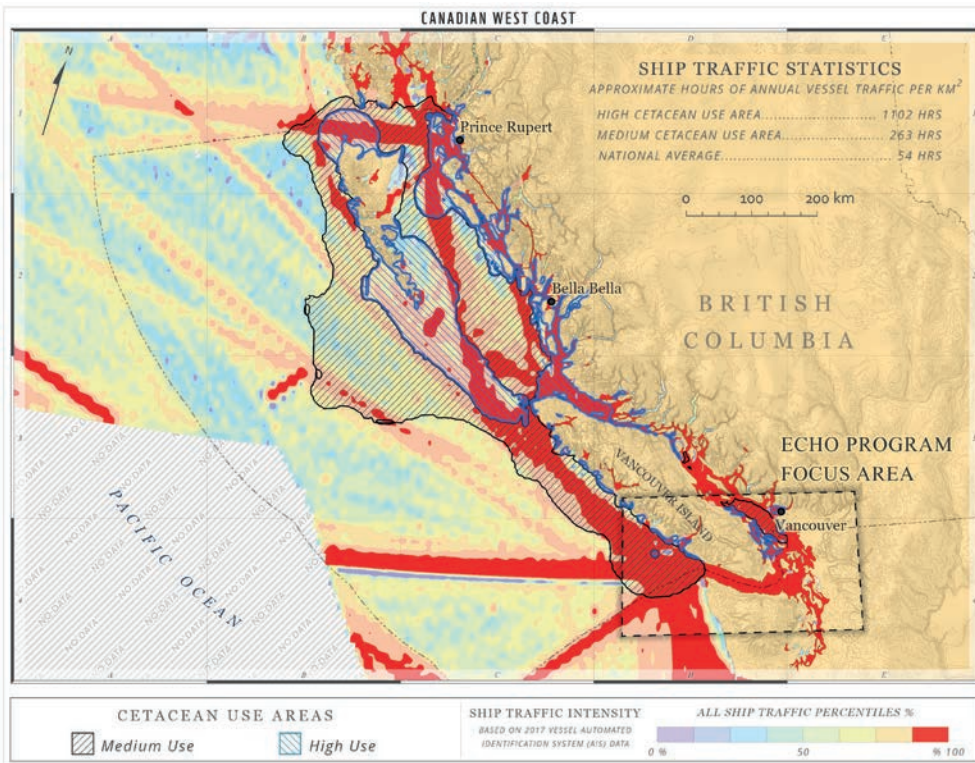 CANADIAN WEST COAST
A
B
C
D
E
N
SHIP TRAFFIC STATISTICS
APPROXIMATE HOURS OF ANNUAL VESSEL TRAFFIC PER KM2
HIGH CETACEAN USE AREA.......................... 1102 HRS
MEDIUM CETACEAN USE AREA..................... 263 HRS
NATIONAL AVERAGE...................................... 54 HRS
1
Prince Rupert
0 100 200 km
2
Bella Bella
BRITISH
COLUMBIA
3
ECHO PROGRAM
FOCUS AREA
VANCOUVER ISLAND
Vancouver
NO DATA
PACIFIC OCEAN
4
A
B
C
D
E
CETACEAN USE AREAS
Medium Use
High Use
SHIP TRAFFIC INTENSITY
BASED ON 2017 VESSEL AUTOMATED
IDENTIFICATION SYSTEM (AIS) DATA
ALL SHIP TRAFFIC PERCENTILES %
0 %
50
% 100